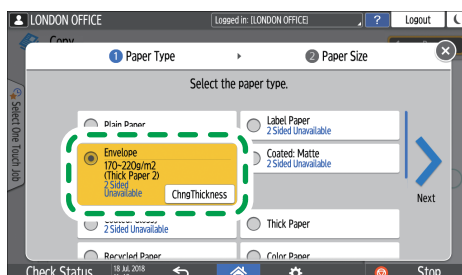 LONDON OFFICE
Logged in: [LONDON OFFICE]
?
Logout
Copy
1 Paper Type
2 Paper Size
Select the paper type.
Select One Touch Job
Plain Paper
Label Paper
2 Sided Unavailable
Envelope
170~220g/m2
(Thick Paper 2)
2 Sided
Unavailable
ChngThickness
Coated: Matte
2 Sided Unavailable
Next
Coated: Glossy
2 Sided Unavailable
Thick Paper
Recycled Paper
Color Paper
Check Status
18 JUL 2018
Stop